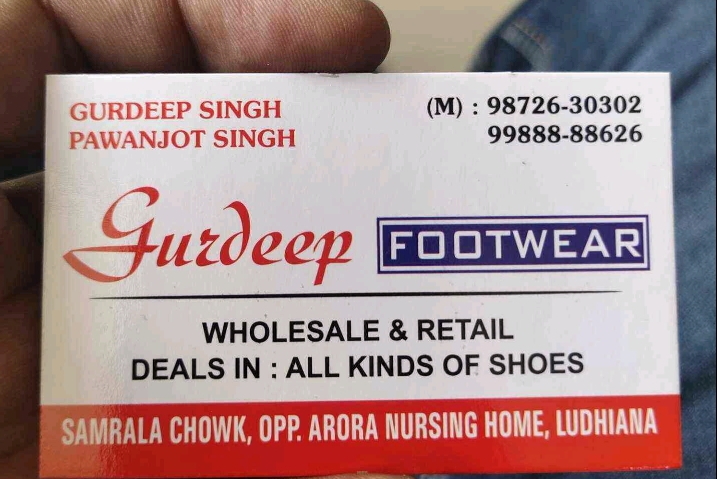 GURDEEP SINGH
PAWANJOT SINGH
(M) : 98726-30302
99888-88626
Gurdeep FOOTWEAR
WHOLESALE & RETAIL
DEALS IN : ALL KINDS OF SHOES
SAMRALA CHOWK, OPP. ARORA NURSING HOME, LUDHIANA